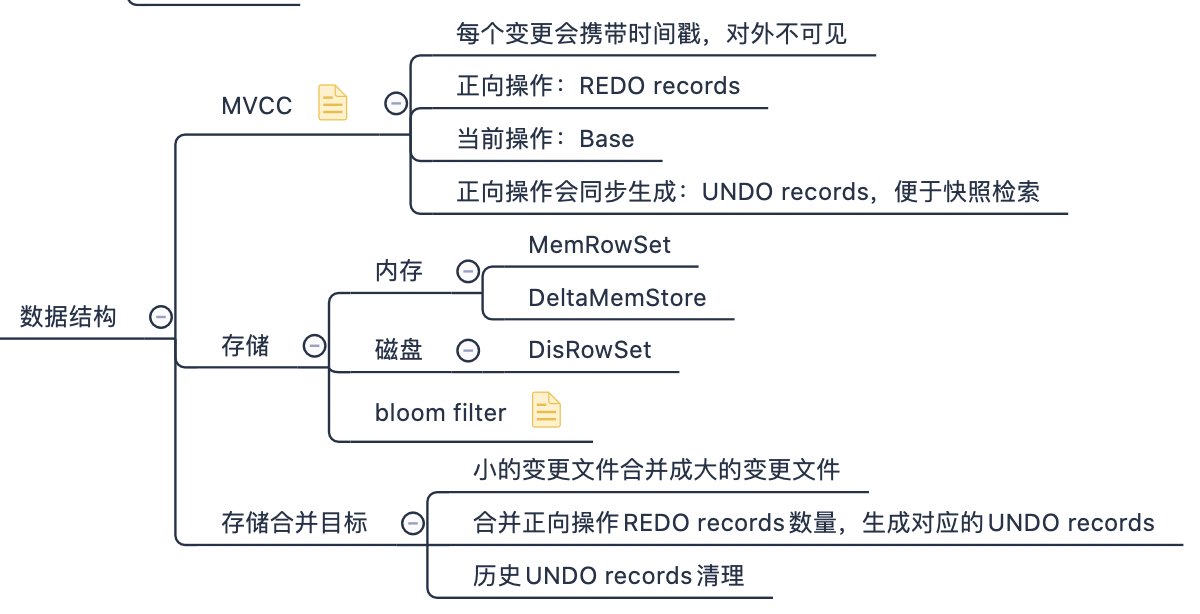 每个变更会携带时间戳，对外不可见
正向操作：REDO records
MVCC
当前操作：Base
正向操作会同步生成：UNDO records，便于快照检索
MemRowSet
内存
DeltaMemStore
数据结构
存储
磁盘
DisRowSet
bloom filter
小的变更文件合并成大的变更文件
存储合并目标
合并正向操作REDO records数量，生成对应的UNDO records
历史UNDO records清理